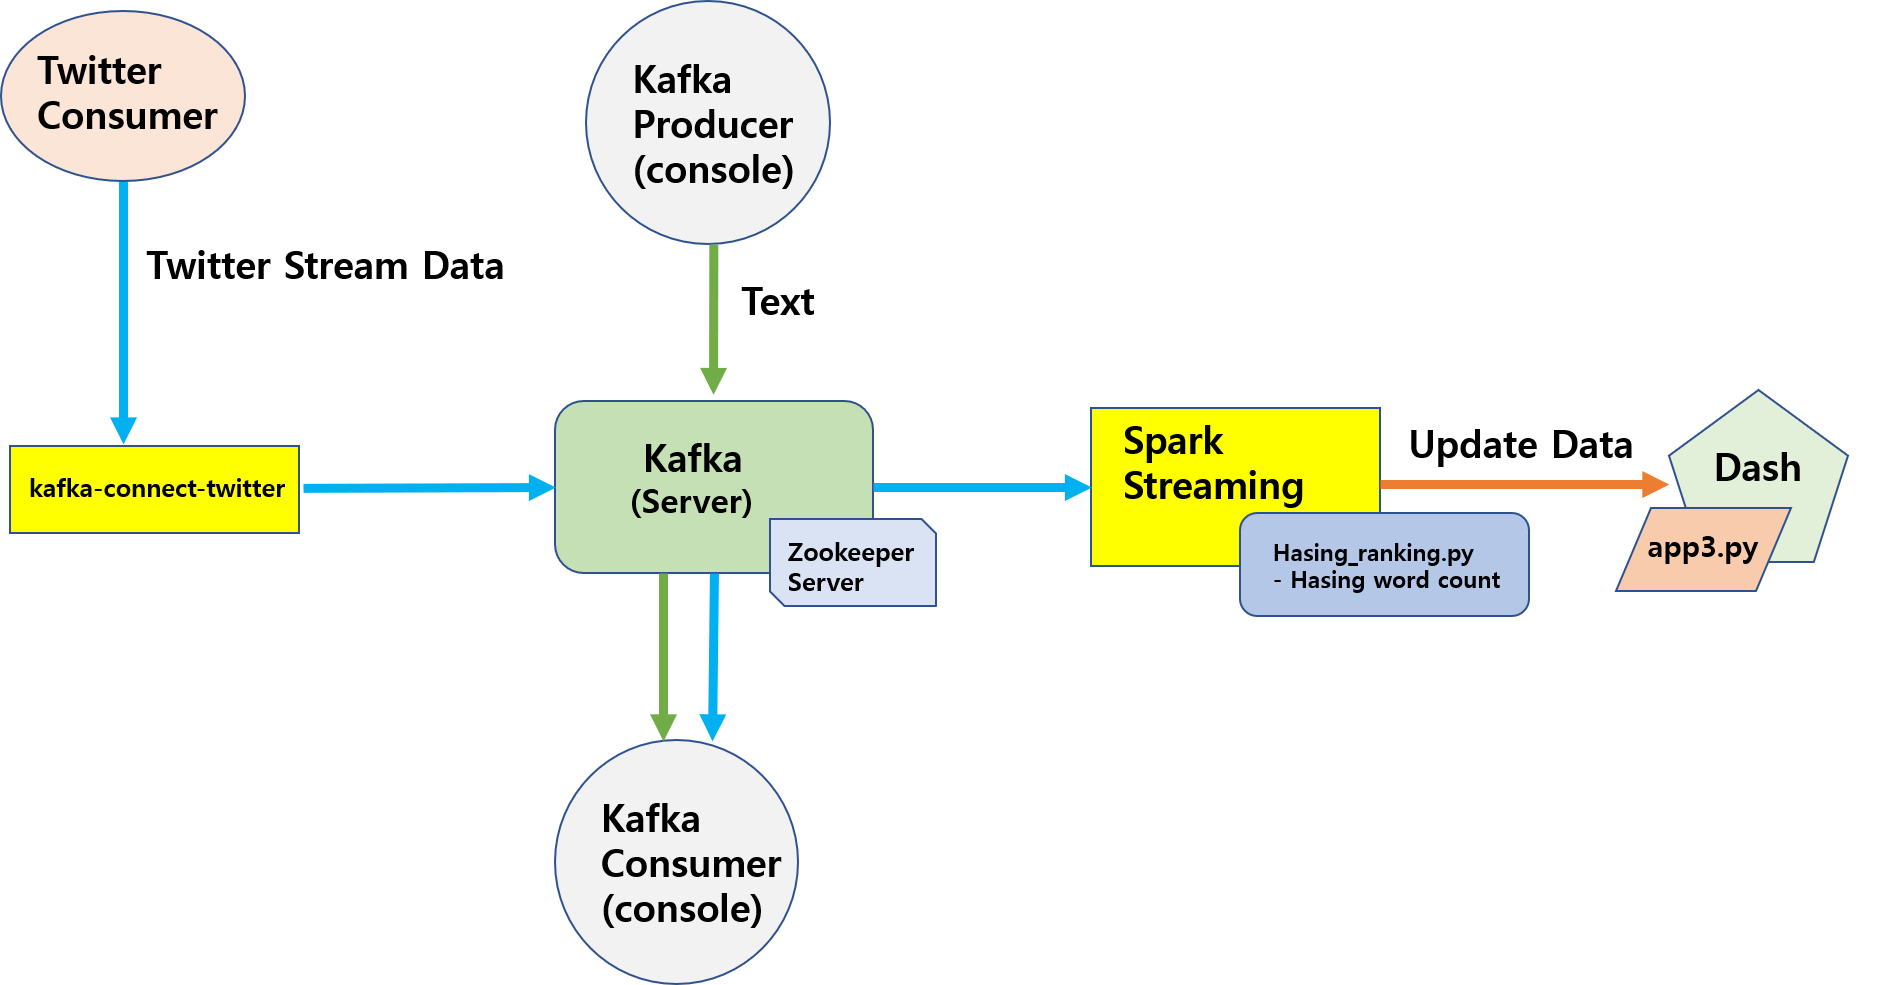 Twitter
Consumer
Kafka
Producer
(console)
Twitter Stream Data
Text
kafka-connect-twitter
Kafka
(Server)
Zookeeper
Server
Spark
Streaming
Hasing_ranking.py
- Hasing word count
Update Data
Dash
app3.py
Kafka
Consumer
(console)